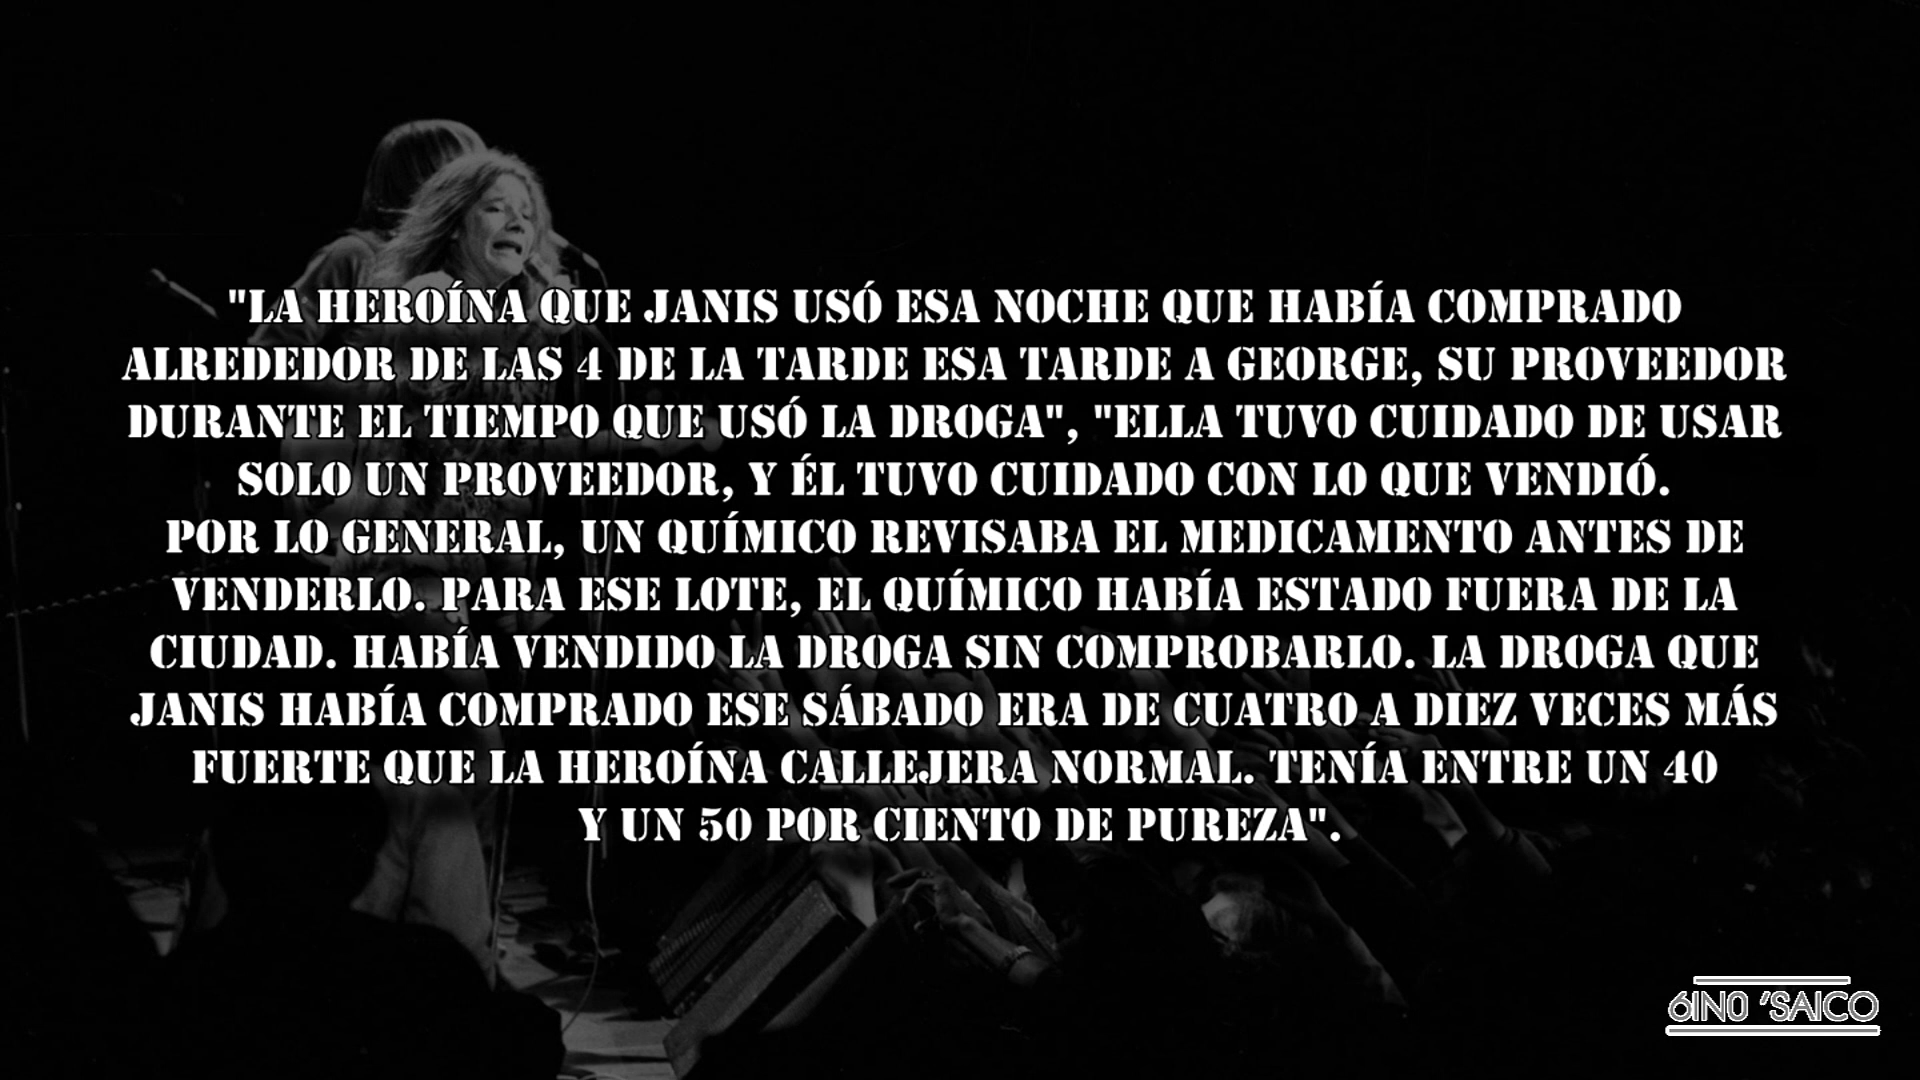 "LA HEROÍNA QUE JANIS USÓ ESA NOCHE QUE HABÍA COMPRADO
ALREDEDOR DE LAS 4 DE LA TARDE ESA TARDE A GEORGE, SU PROVEEDOR
DURANTE EL TIEMPO QUE USÓ LA DROGA", "ELLA TUVO CUIDADO DE USAR
SOLO UN PROVEEDOR, Y ÉL TUVO CUIDADO CON LO QUE VENDIÓ.
POR LO GENERAL, UN QUÍMICO REVISABA EL MEDICAMENTO ANTES DE
VENDERLO. PARA ESE LOTE, EL QUÍMICO HABÍA ESTADO FUERA DE LA
CIUDAD. HABÍA VENDIDO LA DROGA SIN COMPROBARLO. LA DROGA QUE
JANIS HABÍA COMPRADO ESE SÁBADO ERA DE CUATRO A DIEZ VECES MÁS
FUERTE QUE LA HEROÍNA CALLEJERA NORMAL. TENÍA ENTRE UN 40
Y UN 50 POR CIENTO DE PUREZA".
6IN0 'SAICO